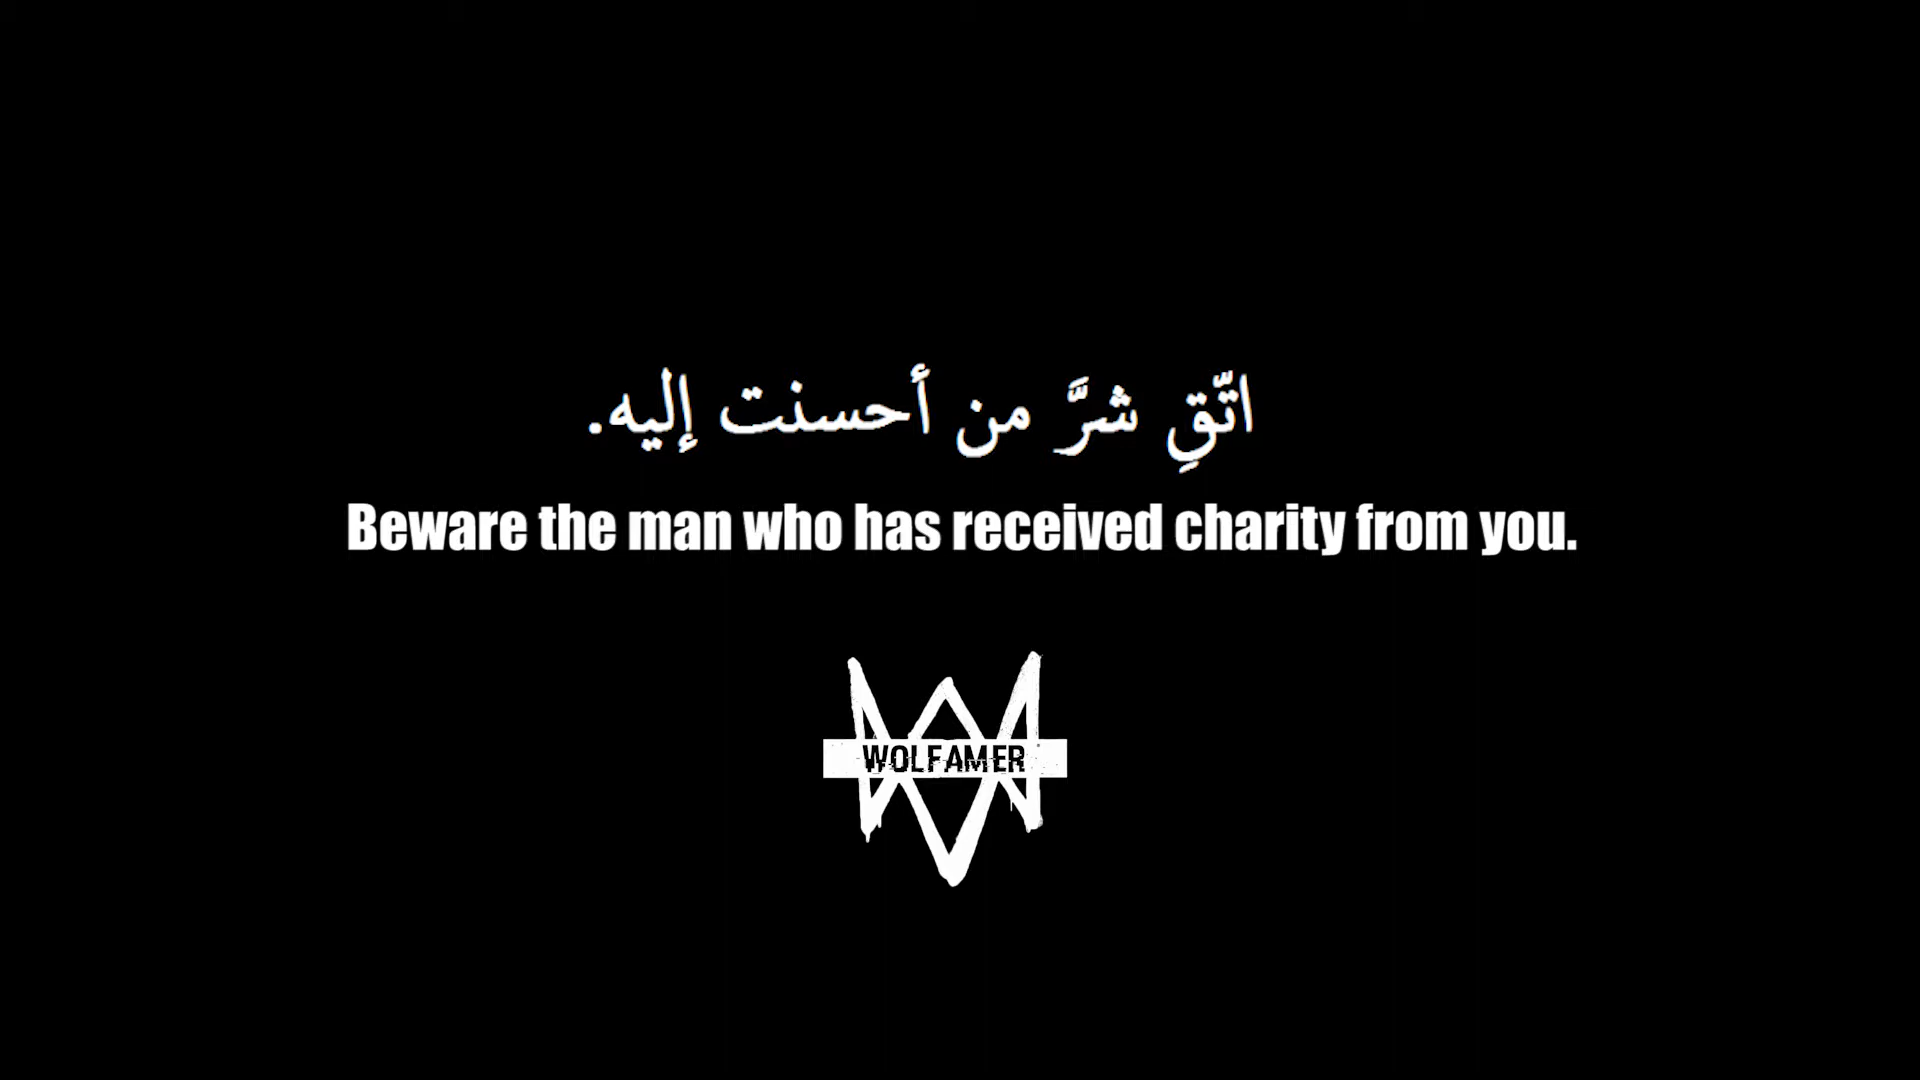 اتّقِ شرَّ من أحسنت إليه.
Beware the man who has received charity from you.
WOLFAMER